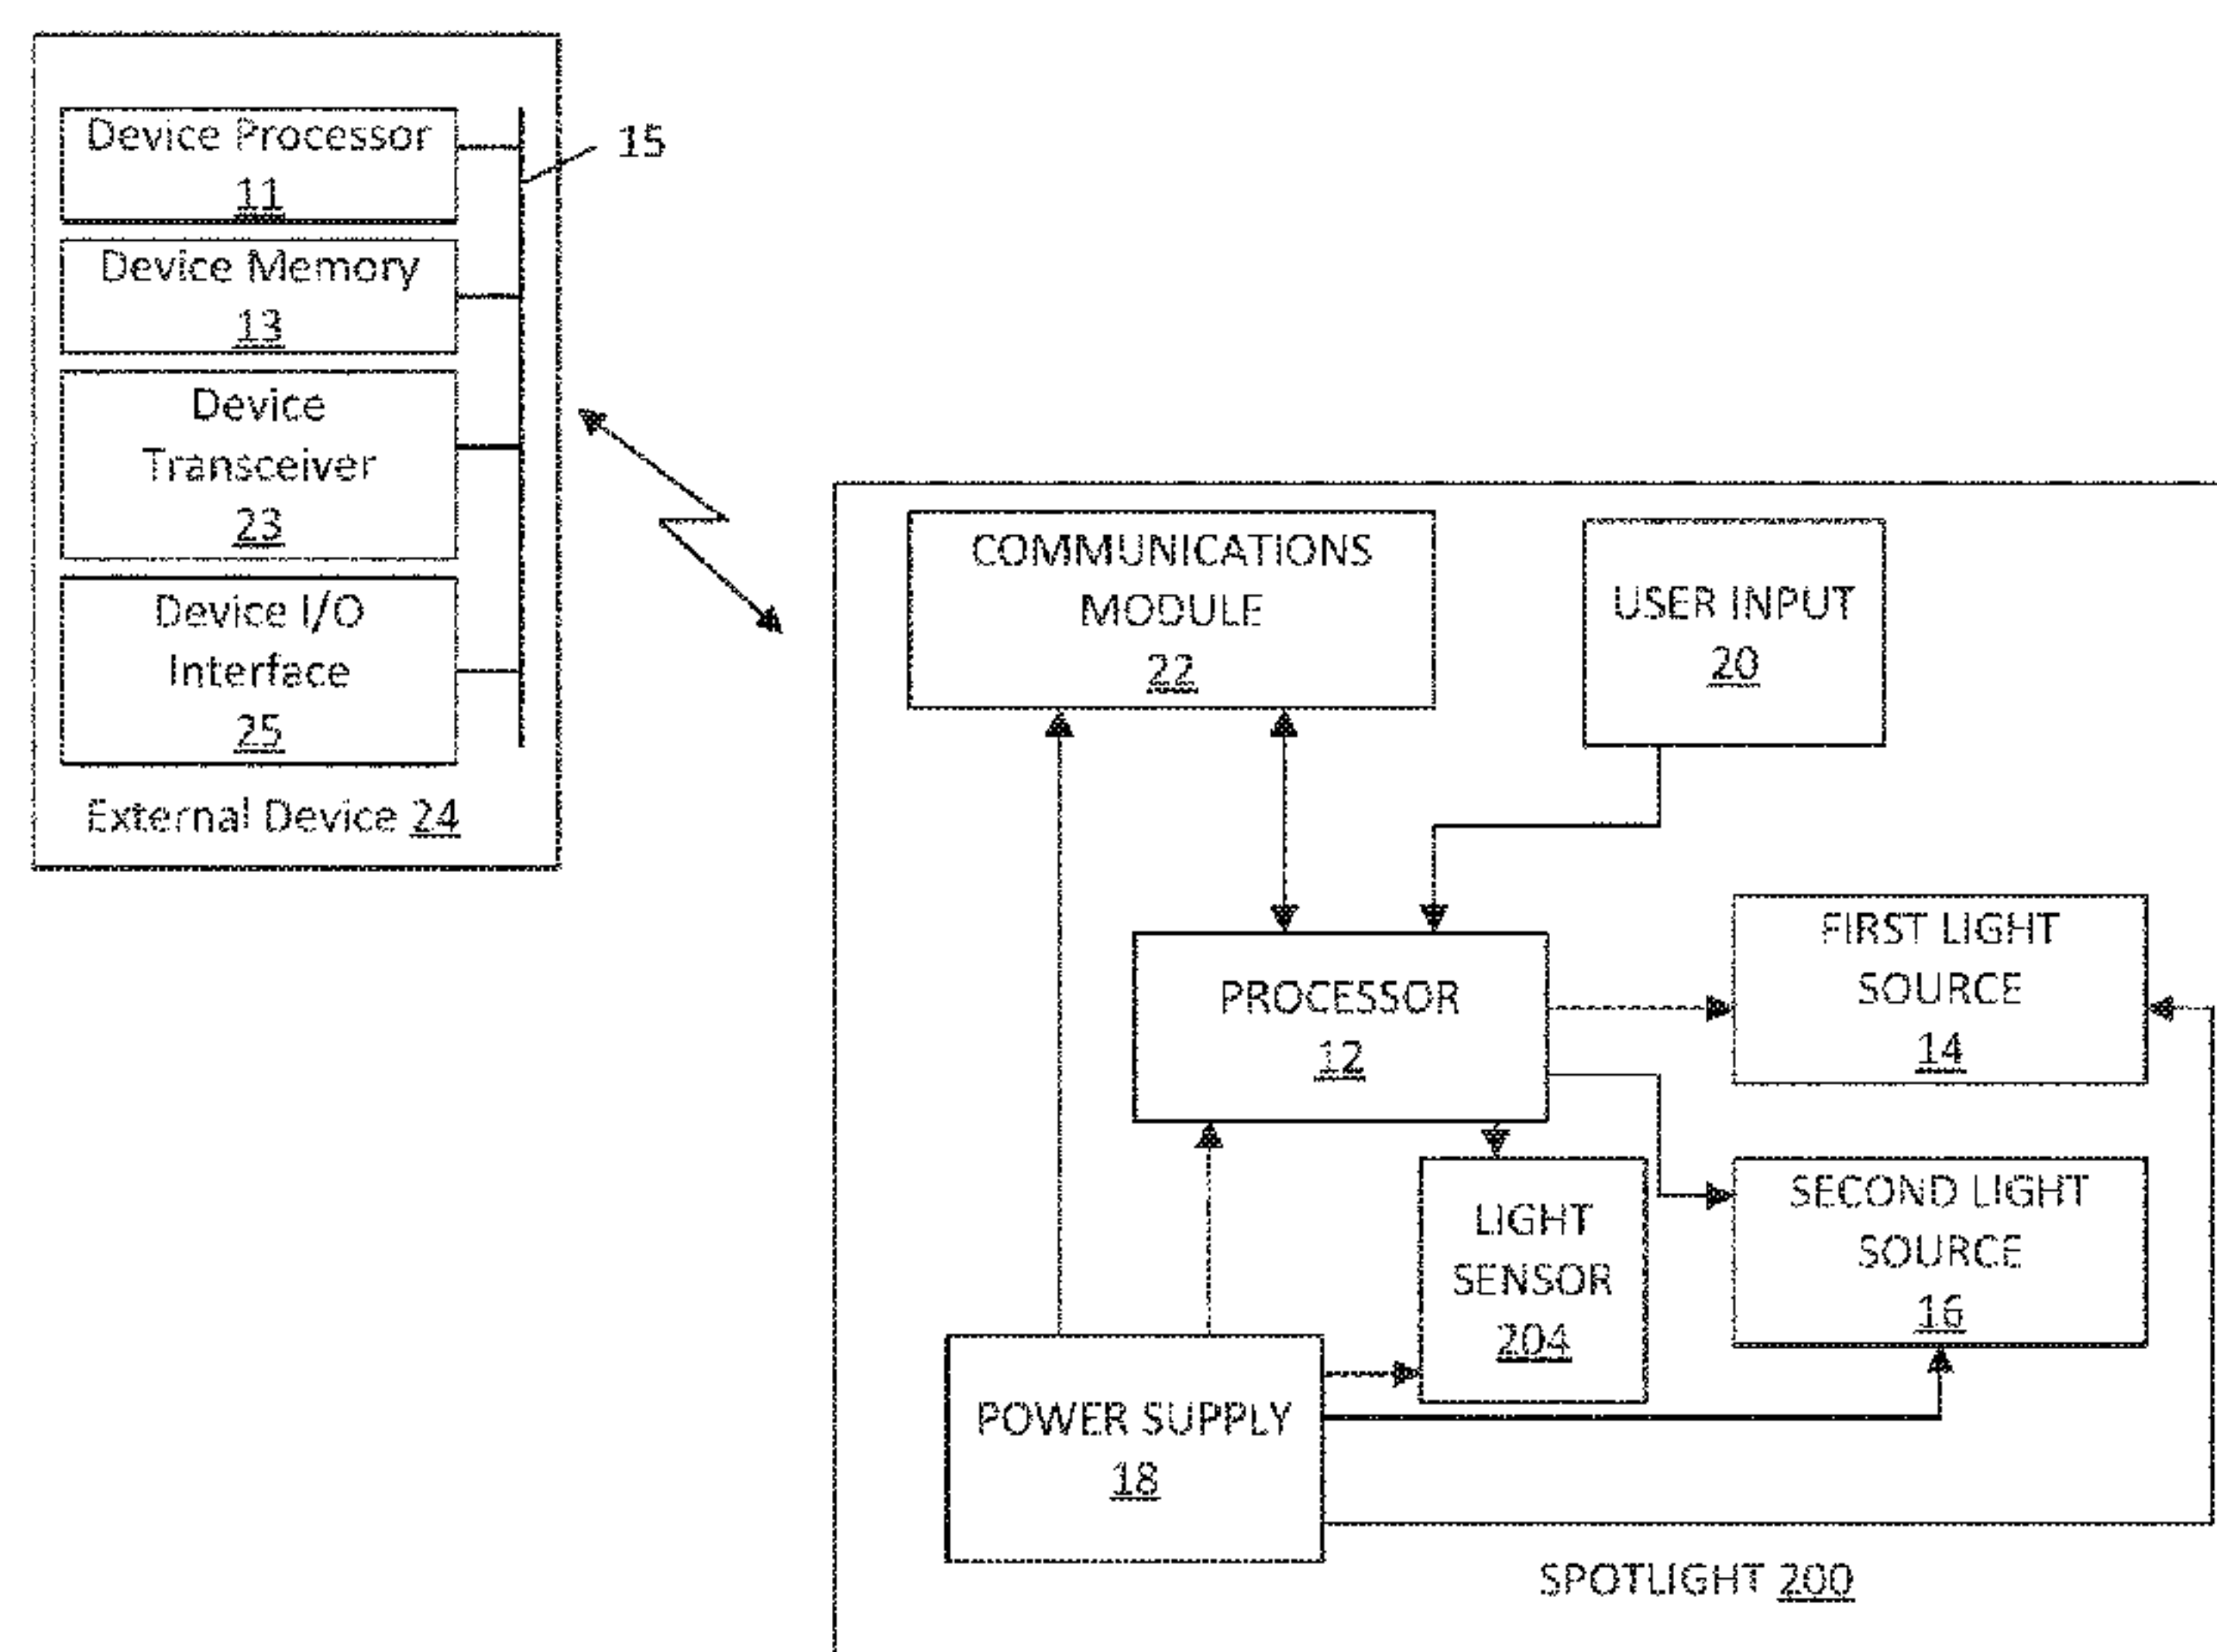 Device Processor
11
15
Device Memory
13
Device
Transceiver
23
Device I/O
Interface
25
External Device 24
COMMUNICATIONS
MODULE
22
USER INPUT
20
PROCESSOR
12
FIRST LIGHT
SOURCE
14
LIGHT
SENSOR
204
SECOND LIGHT
SOURCE
16
POWER SUPPLY
18
SPOTLIGHT 200